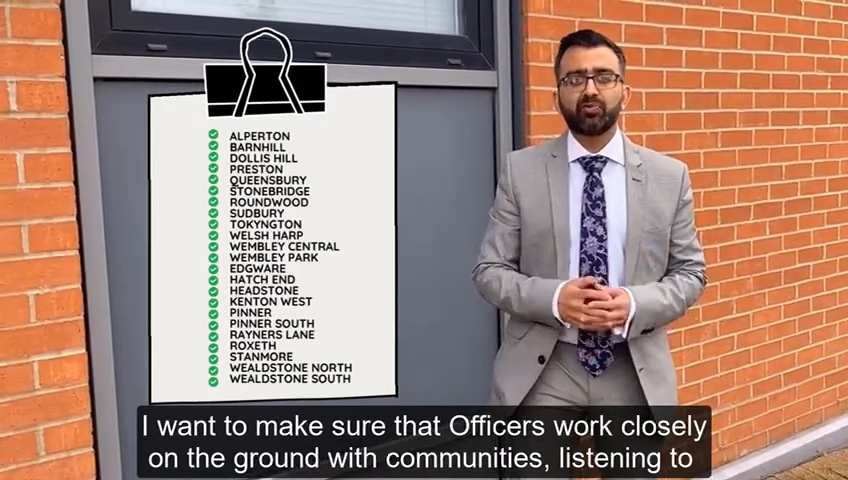 ALPERTON
BARNHILL
DOLLIS HILL
PRESTON
QUEENSBURY
STONEBRIDGE
ROUNDWOOD
SUDBURY
TOKYNGTON
WELSH HARP
WEMBLEY CENTRAL
WEMBLEY PARK
EDGWARE
HATCH END
HEADSTONE
KENTON WEST
PINNER
PINNER SOUTH
RAYNERS LANE
ROXETH
STANMORE
WEALDSTONE NORTH
WEALDSTONE SOUTH
I want to make sure that Officers work closely
on the ground with communities, listening to